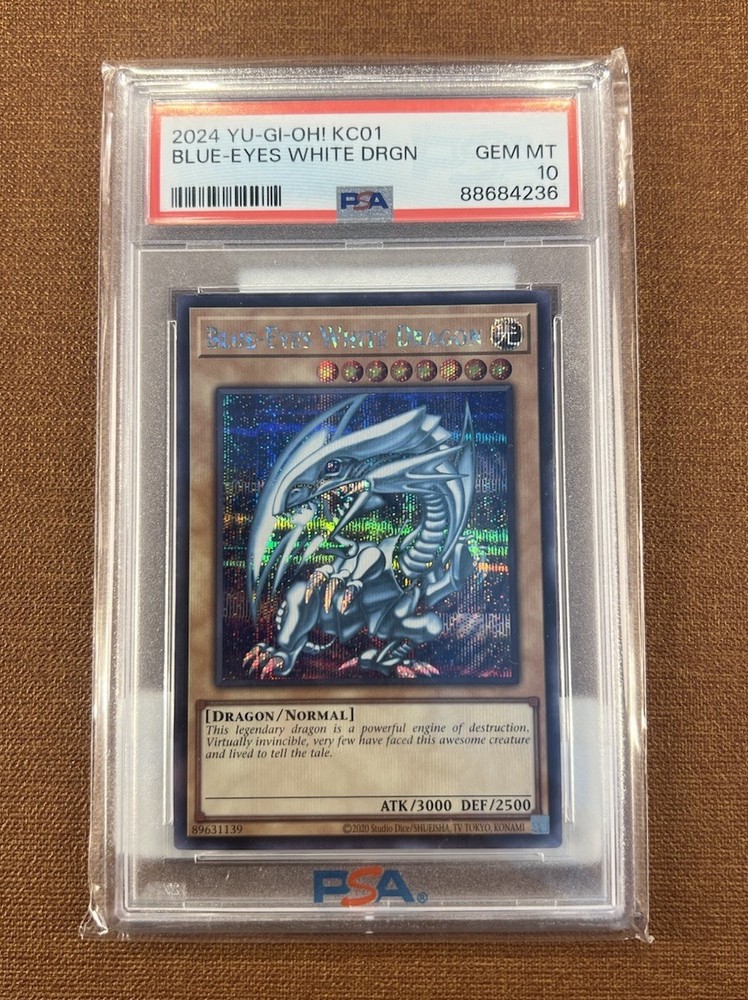 2024 YU-GI-OH! KC01
BLUE-EYES WHITE DRGN
GEM MT
10
88684236
PSA
BLUE-EYES WHITE DRAGON 光
[DRAGON/NORMAL]
This legendary dragon is a powerful engine of destruction.
Virtually invincible, very few have faced this awesome creature
and lived to tell the tale.
ATK/3000 DEF/2500
89631139
©2020 Studio Dice/SHUEISHA, TV TOKYO, KONAMI
PSA®